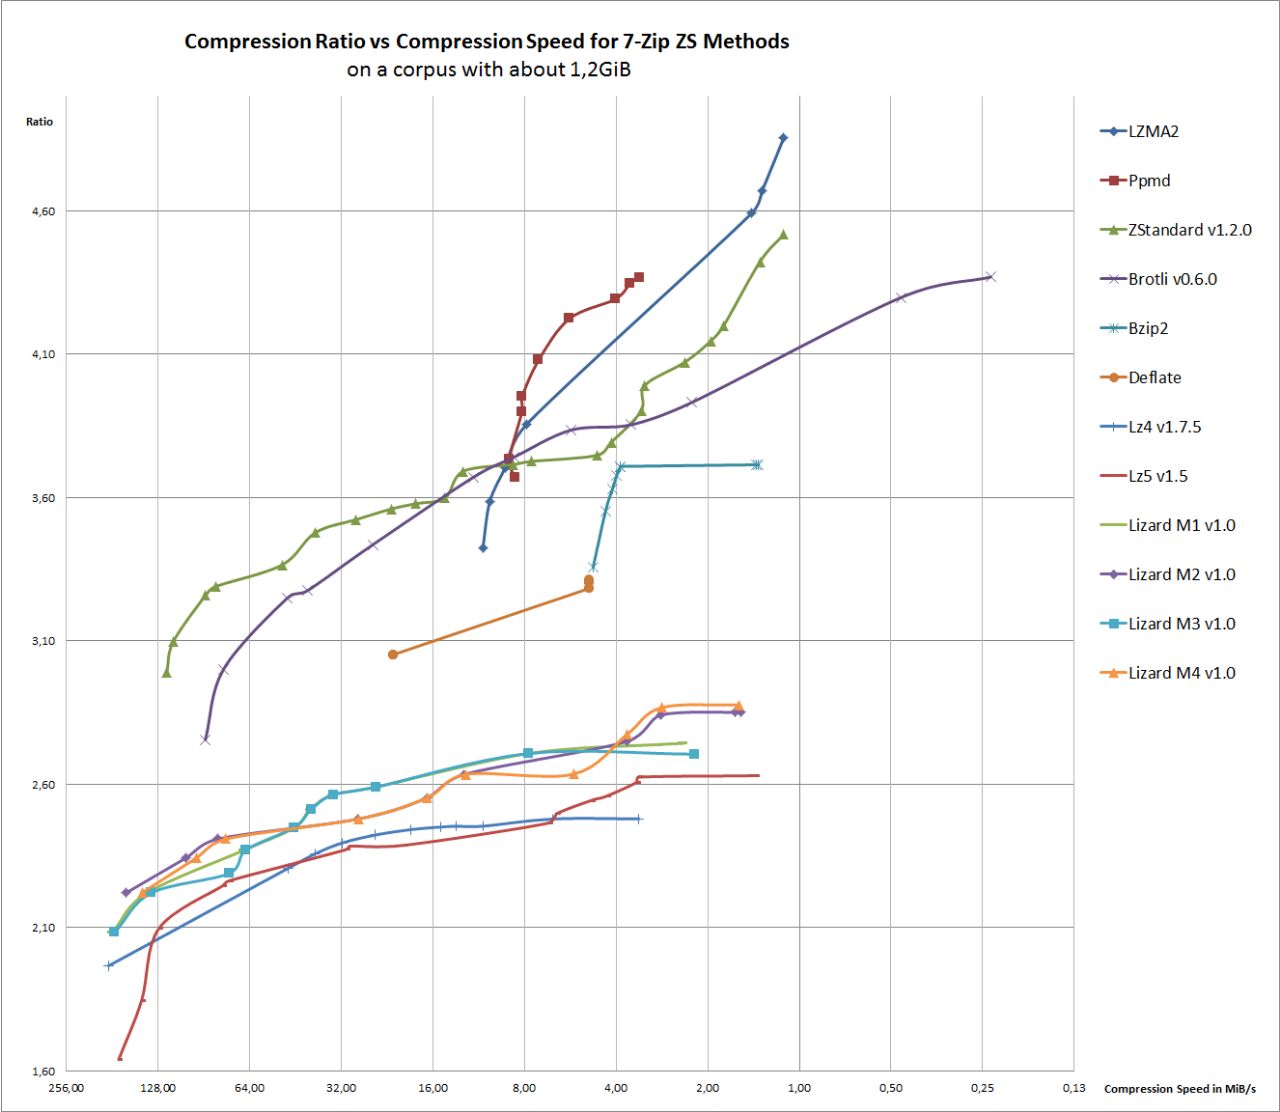 Compression Ratio vs Compression Speed for 7-Zip ZS Methods
on a corpus with about 1,2GiB
Ratio
4,60
4,10
3,60
3,10
2,60
2,10
1,60
256,00 128,00 64,00 32,00 16,00 8,00 4,00 2,00 1,00 0,50 0,25 0,13
Compression Speed in MiB/s
LZMA2
Ppmd
ZStandard v1.2.0
Brotli v0.6.0
Bzip2
Deflate
Lz4 v1.7.5
Lz5 v1.5
Lizard M1 v1.0
Lizard M2 v1.0
Lizard M3 v1.0
Lizard M4 v1.0